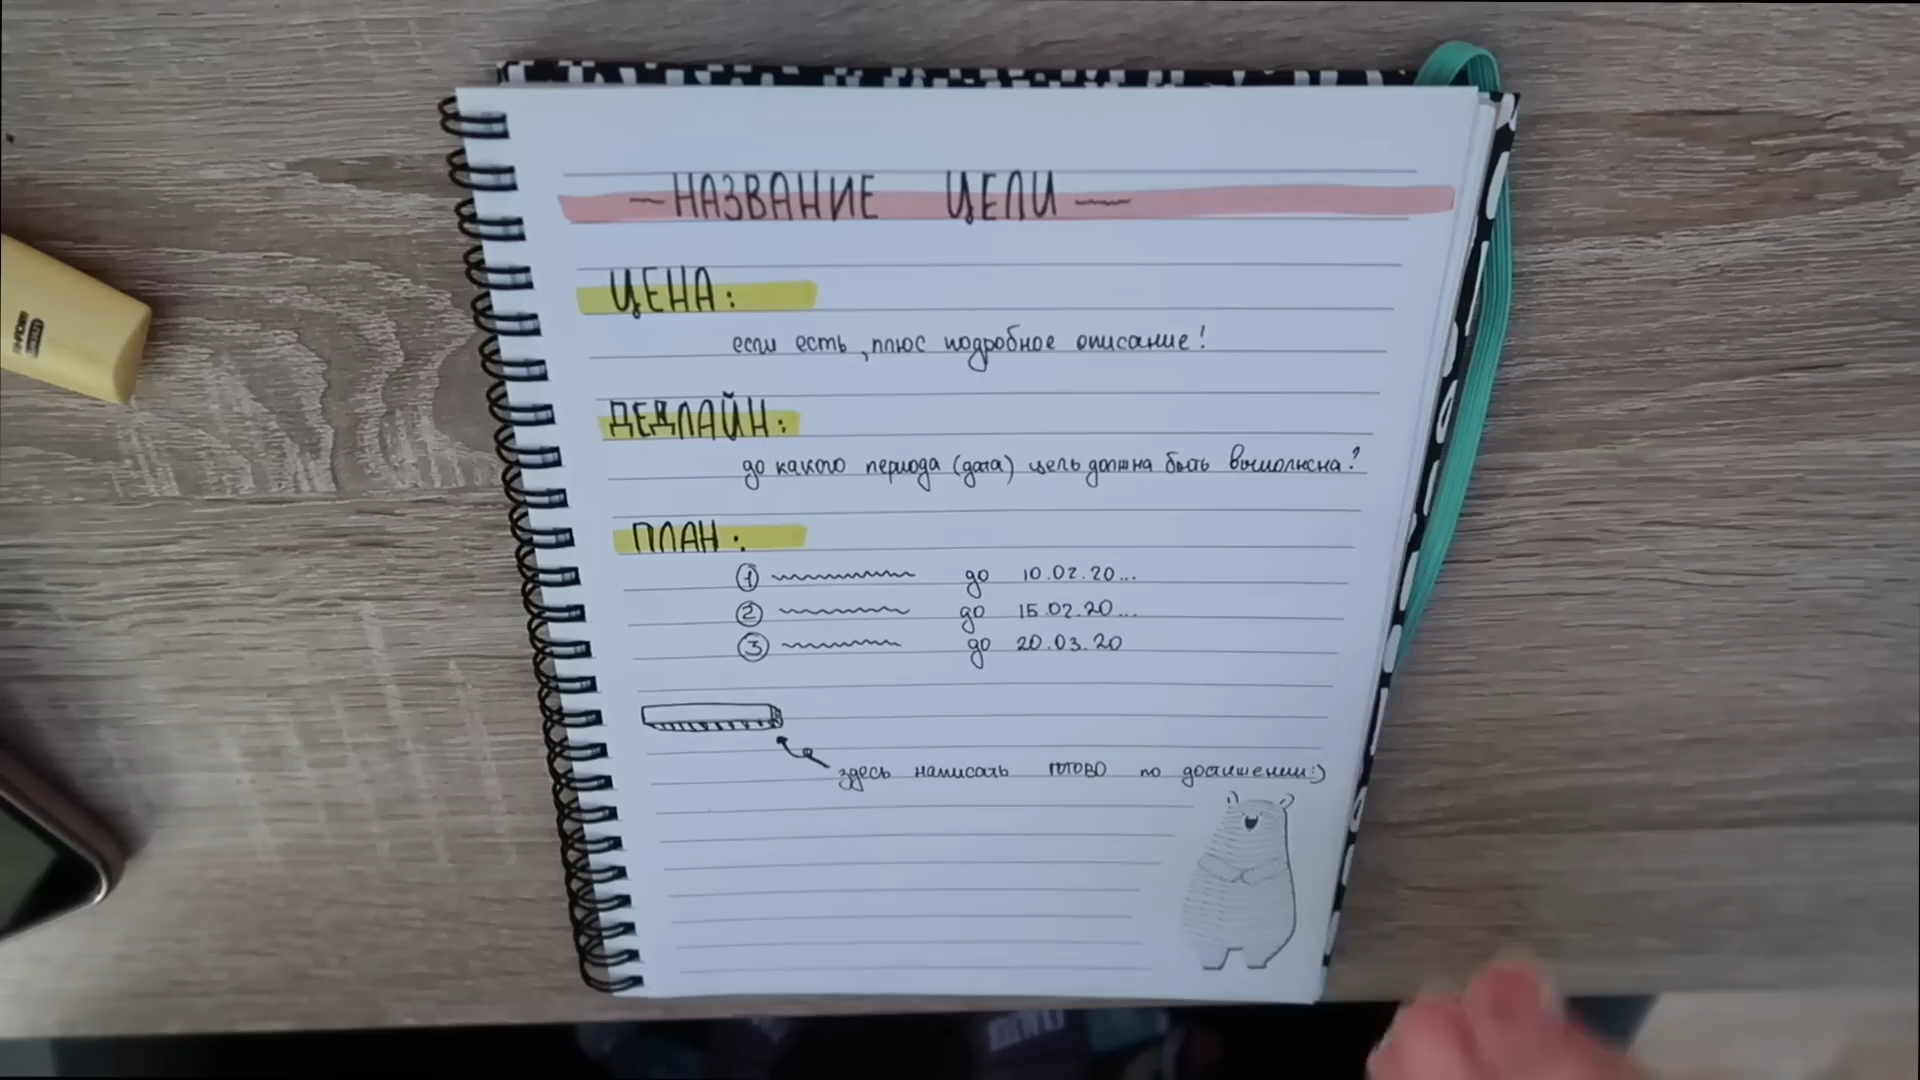 ~ НАЗВАНИЕ ЦЕЛИ ~
ЦЕНА:
если есть, плюс подробное описание!
ДЕДЛАЙН:
до какого периода (дата) цель должна быть выполнена?
ПЛАН:
1 до 10.02.20...
2 до 15.02.20...
3 до 20.03.20
здесь написать ГОТОВО по достижении:)